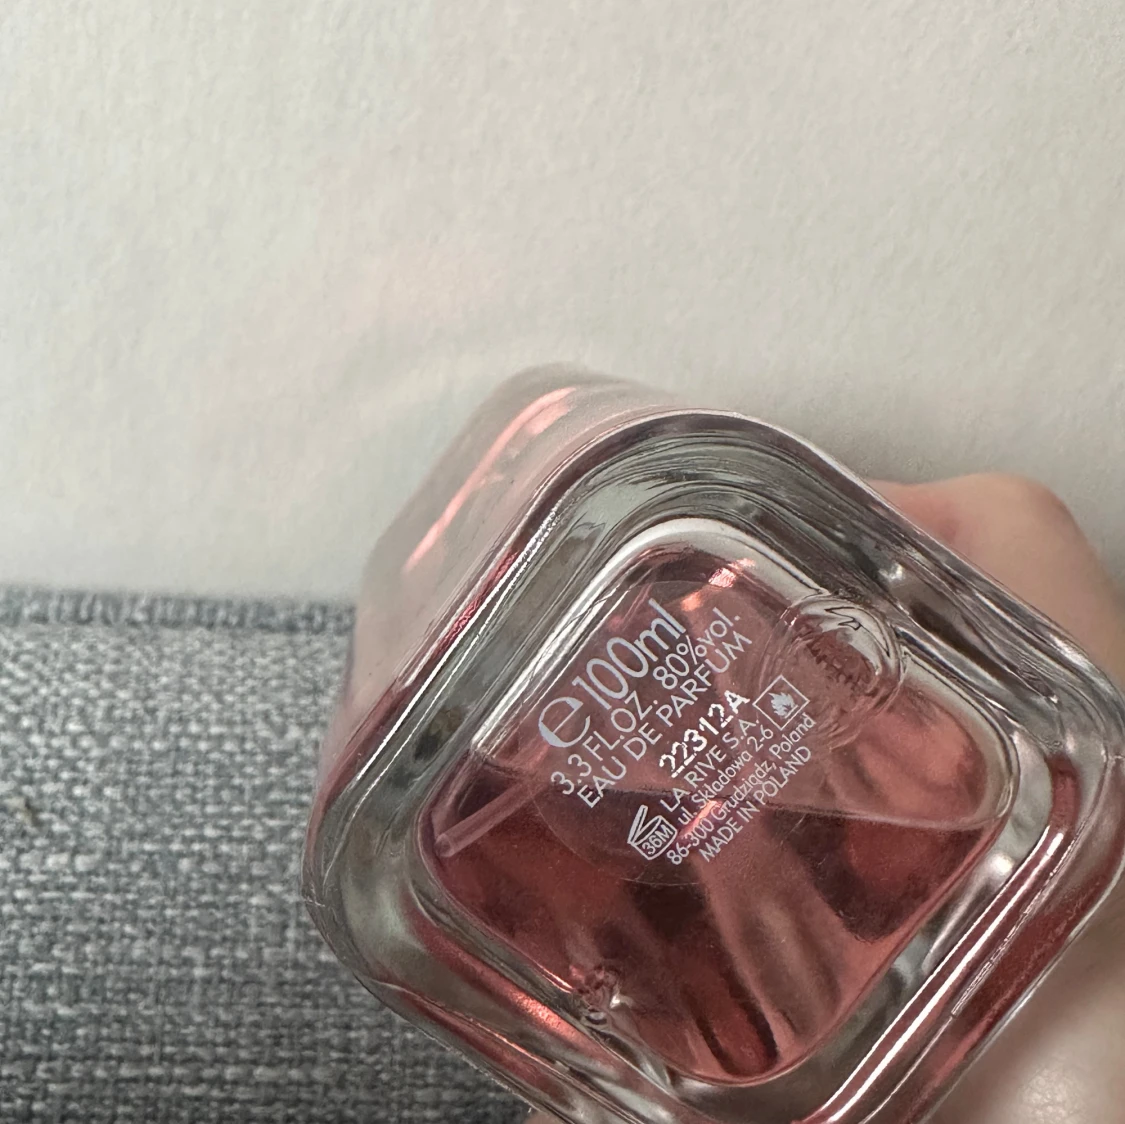 e 100ml
3.3 FL.OZ. 80%vol.
EAU DE PARFUM
22312A
LA RIVE S.A.
ul. Składowa 2-6
86-300 Grudziądz, Poland
MADE IN POLAND
36M